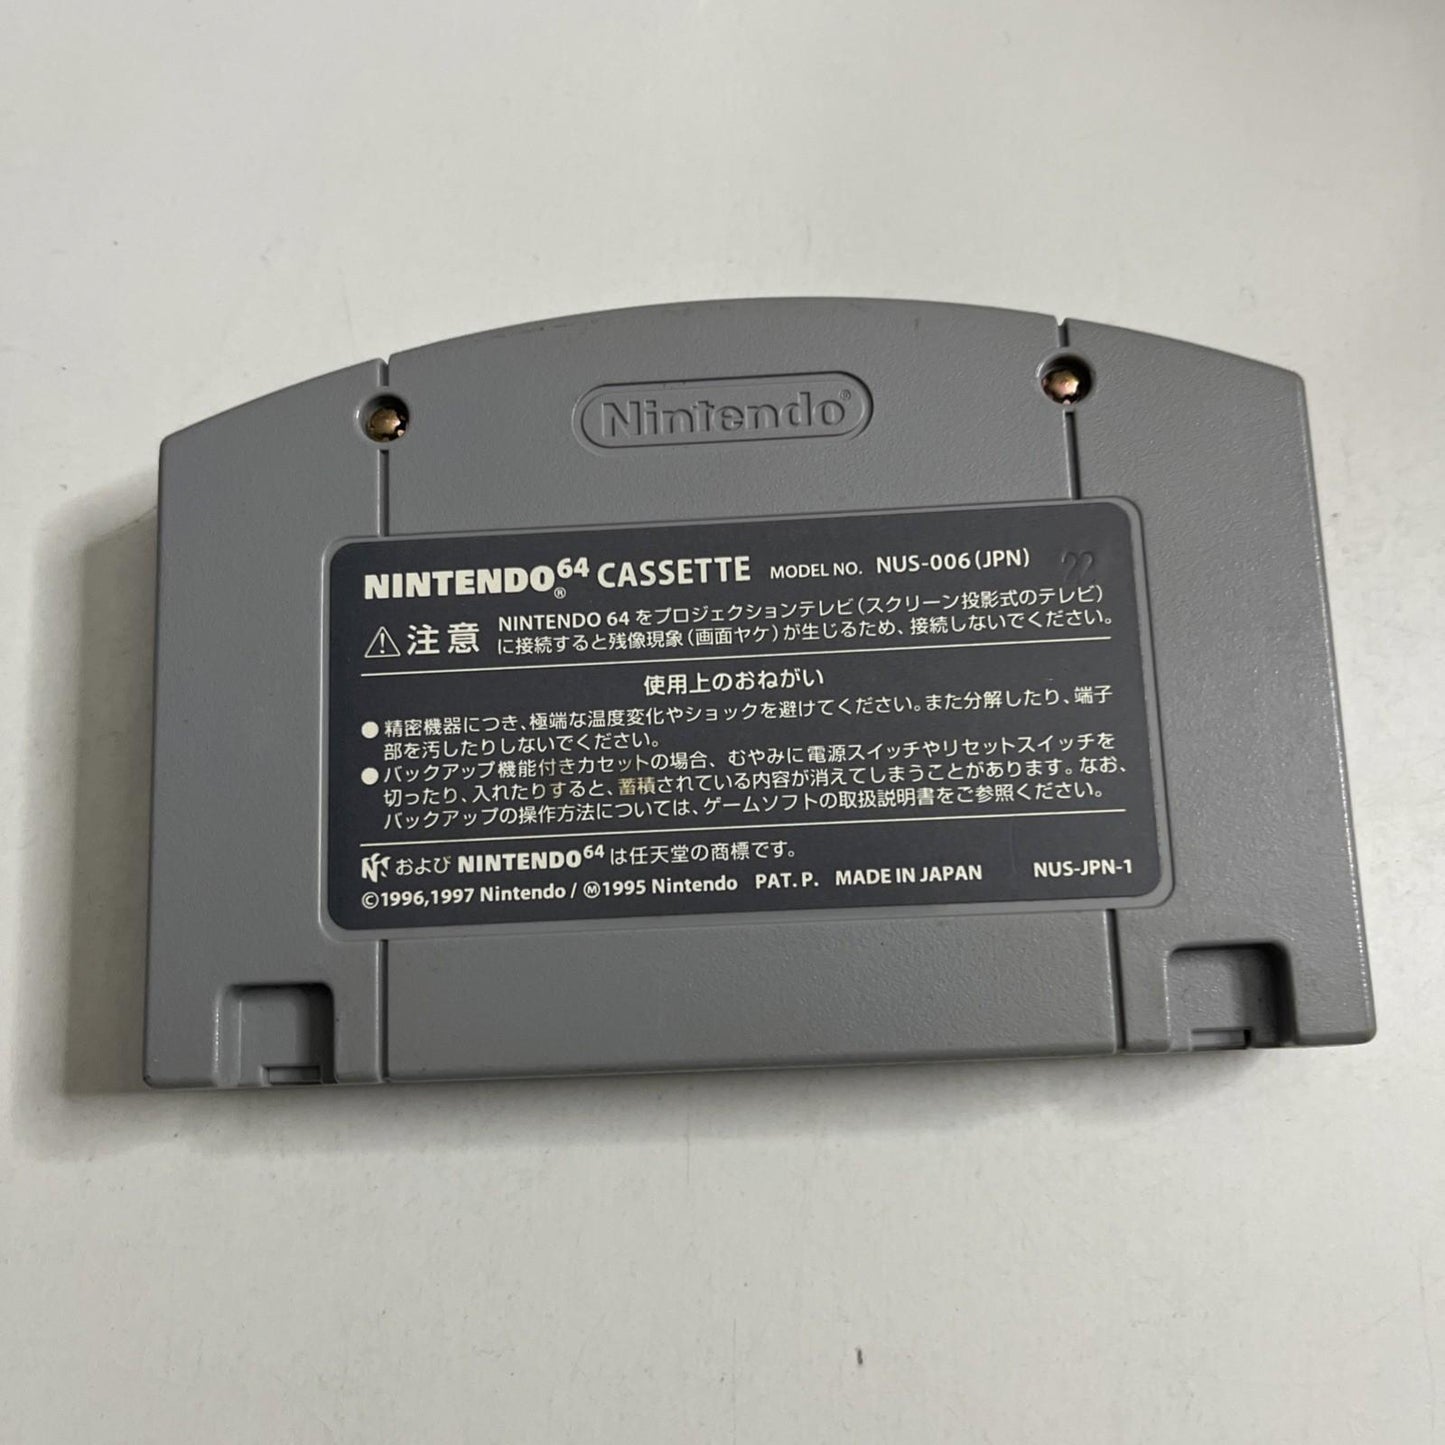 Nintendo®
NINTENDO64® CASSETTE MODEL NO. NUS-006(JPN) 22
⚠注意 NINTENDO 64 をプロジェクションテレビ(スクリーン投影式のテレビ)
に接続すると残像現象(画面ヤケ)が生じるため、接続しないでください。
使用上のおねがい
●精密機器につき、極端な温度変化やショックを避けてください。また分解したり、端子
部を汚したりしないでください。
●バックアップ機能付きカセットの場合、むやみに電源スイッチやリセットスイッチを
切ったり、入れたりすると、蓄積されている内容が消えてしまうことがあります。なお、
バックアップの操作方法については、ゲームソフトの取扱説明書をご参照ください。
および NINTENDO64 は任天堂の商標です。
©1996,1997 Nintendo / Ⓜ1995 Nintendo PAT. P. MADE IN JAPAN NUS-JPN-1